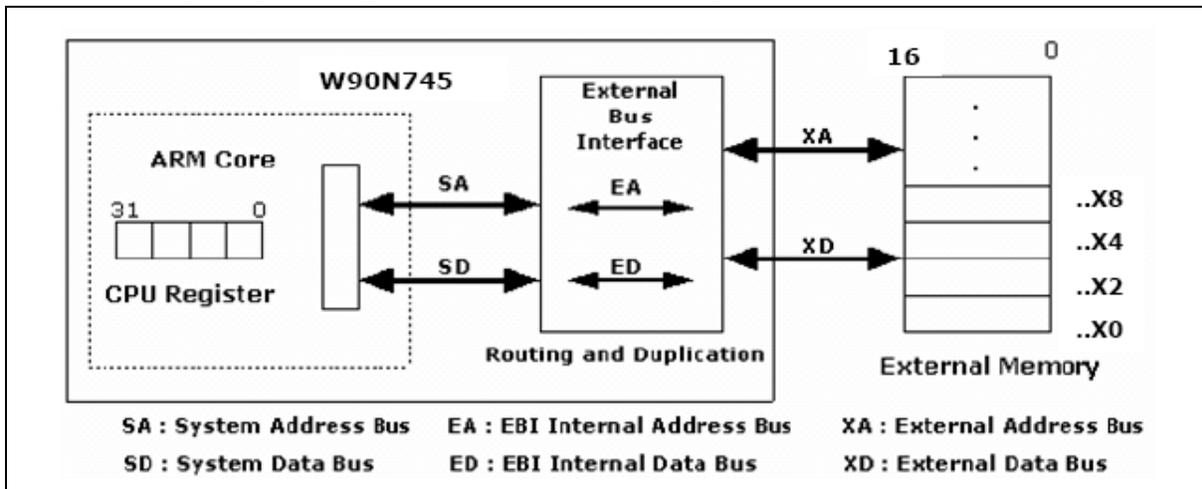 W90N745
ARM Core
31 0
CPU Register
SA
SD
External
Bus
Interface
EA
ED
Routing and Duplication
XA
XD
16 0
..X8
..X4
..X2
..X0
External Memory
SA : System Address Bus EA : EBI Internal Address Bus XA : External Address Bus
SD : System Data Bus ED : EBI Internal Data Bus XD : External Data Bus